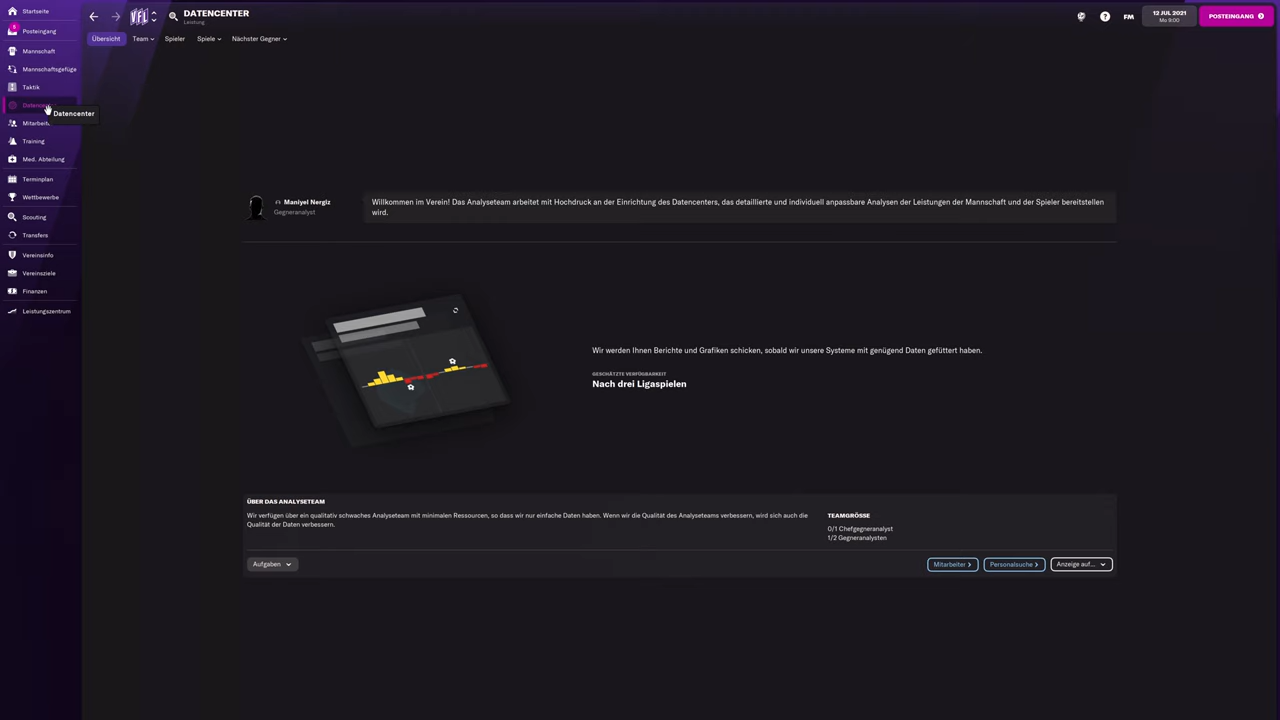 Startseite
6
Posteingang
Mannschaft
Mannschaftsgefüge
Taktik
Datencenter
Mitarbeit
Training
Med. Abteilung
Terminplan
Wettbewerbe
Scouting
Transfers
Vereinsinfo
Vereinsziele
Finanzen
Leistungszentrum
VFL
DATENCENTER
Leistung
FM
12 JUL 2021
Mo 9:00
POSTEINGANG
Übersicht
Team
Spieler
Spiele
Nächster Gegner
Maniyel Nergiz
Gegneranalyst
Willkommen im Verein! Das Analyseteam arbeitet mit Hochdruck an der Einrichtung des Datencenters, das detaillierte und individuell anpassbare Analysen der Leistungen der Mannschaft und der Spieler bereitstellen
wird.
Wir werden Ihnen Berichte und Grafiken schicken, sobald wir unsere Systeme mit genügend Daten gefüttert haben.
GESCHÄTZTE VERFÜGBARKEIT
Nach drei Ligaspielen
ÜBER DAS ANALYSETEAM
Wir verfügen über ein qualitativ schwaches Analyseteam mit minimalen Ressourcen, so dass wir nur einfache Daten haben. Wenn wir die Qualität des Analyseteams verbessern, wird sich auch die
Qualität der Daten verbessern.
TEAMGRÖSSE
0/1 Chefgegneranalyst
1/2 Gegneranalysten
Aufgaben
Mitarbeiter >
Personalsuche >
Anzeige auf...